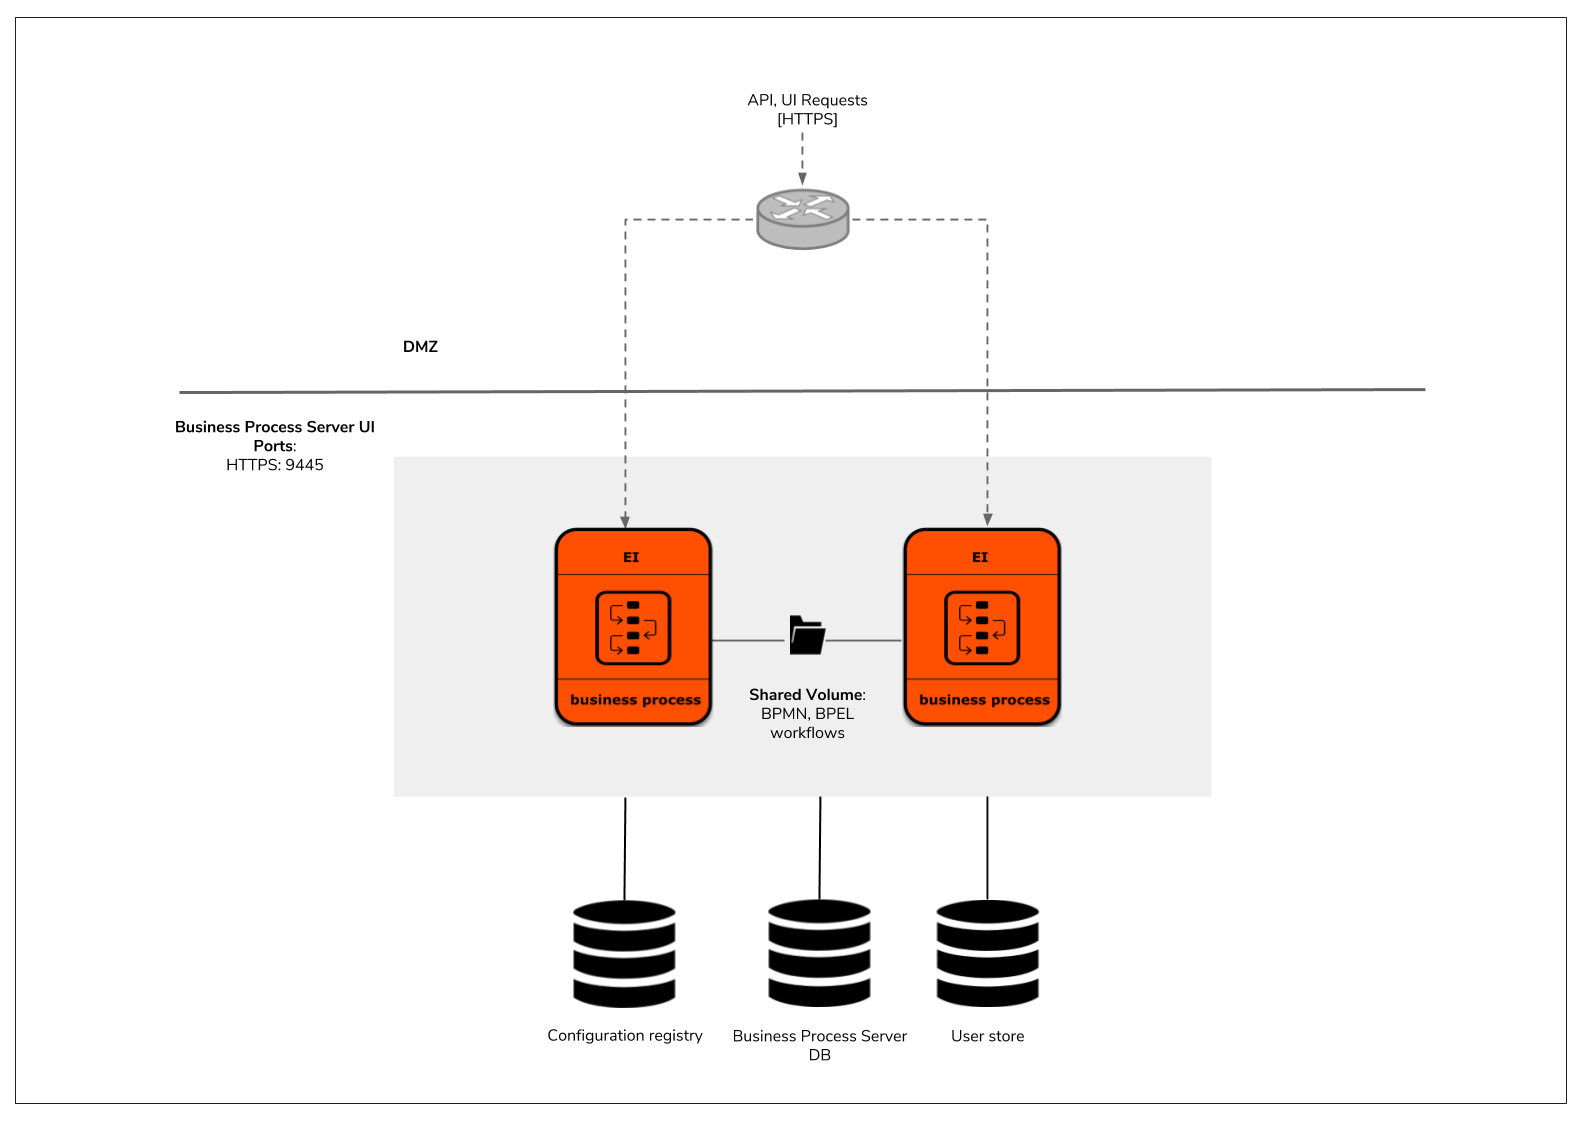 API, UI Requests
[HTTPS]
DMZ
Business Process Server UI
Ports:
HTTPS: 9445
EI
business process
EI
business process
Shared Volume:
BPMN, BPEL
workflows
Configuration registry
Business Process Server
DB
User store